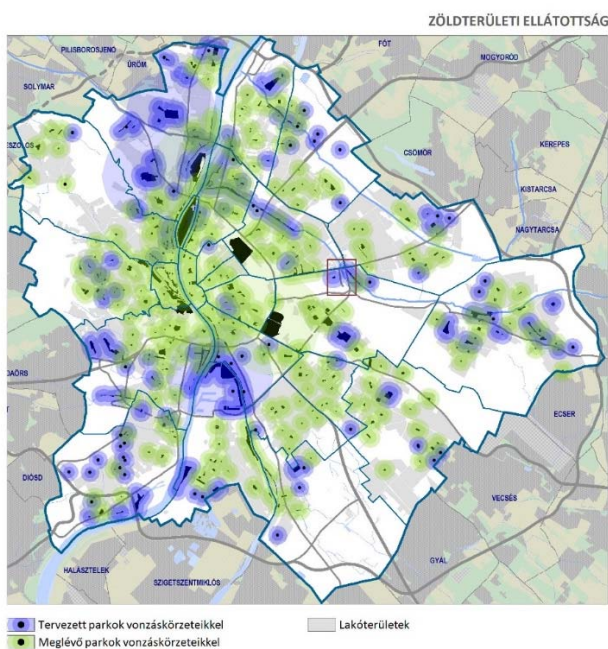 ZÖLDTERÜLETI ELLÁTOTTSÁG
PILISBOROSJENŐ
FÓT
ÜRÖM
MOGYORÓD
SOLYMÁR
KEREPES
CSÖMÖR
KISTARCSA
NAGYTARCSA
ECSER
DIÓSD
VECSÉS
GYÁL
HALÁSZTELEK
SZIGETSZENTMIKLÓS
Tervezett parkok vonzáskörzeteikkel
Lakóterületek
Meglévő parkok vonzáskörzeteikkel